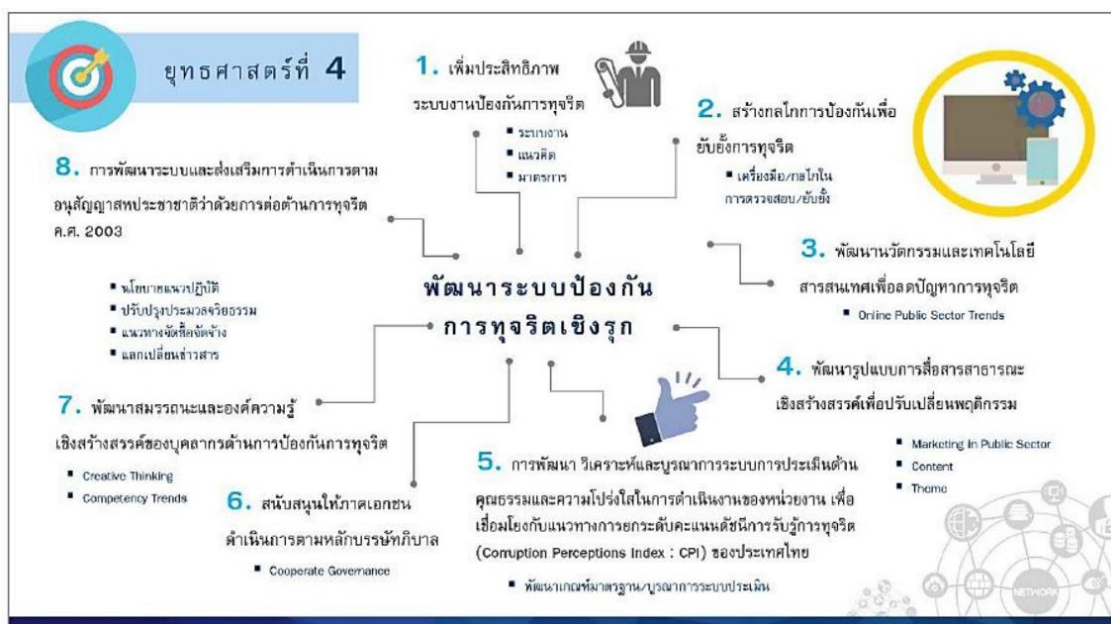 ยุทธศาสตร์ที่ 4
1. เพิ่มประสิทธิภาพ
ระบบงานป้องกันการทุจริต
▪ ระบบงาน
▪ แนวคิด
▪ มาตรการ
2. สร้างกลไกการป้องกันเพื่อ
ยับยั้งการทุจริต
▪ เครื่องมือ/กลไกใน
การตรวจสอบ/ยับยั้ง
3. พัฒนานวัตกรรมและเทคโนโลยี
สารสนเทศเพื่อลดปัญหาการทุจริต
▪ Online Public Sector Trends
4. พัฒนารูปแบบการสื่อสารสาธารณะ
เชิงสร้างสรรค์เพื่อปรับเปลี่ยนพฤติกรรม
▪ Marketing in Public Sector
▪ Content
▪ Theme
5. การพัฒนา วิเคราะห์และบูรณาการระบบการประเมินด้าน
คุณธรรมและความโปร่งใสในการดำเนินงานของหน่วยงาน เพื่อ
เชื่อมโยงกับแนวทางการยกระดับคะแนนดัชนีการรับรู้การทุจริต
(Corruption Perceptions Index : CPI) ของประเทศไทย
▪ พัฒนาเกณฑ์มาตรฐาน/บูรณาการระบบประเมิน
6. สนับสนุนให้ภาคเอกชน
ดำเนินการตามหลักบรรษัทภิบาล
▪ Cooperate Governance
7. พัฒนาสมรรถนะและองค์ความรู้
เชิงสร้างสรรค์ของบุคลากรด้านการป้องกันการทุจริต
▪ Creative Thinking
▪ Competency Trends
8. การพัฒนาระบบและส่งเสริมการดำเนินการตาม
อนุสัญญาสหประชาชาติว่าด้วยการต่อต้านการทุจริต
ค.ศ. 2003
▪ นโยบายแนวปฏิบัติ
▪ ปรับปรุงประมวลจริยธรรม
▪ แนวทางจัดซื้อจัดจ้าง
▪ แลกเปลี่ยนข่าวสาร
พัฒนาระบบป้องกัน
การทุจริตเชิงรุก
NETWORK